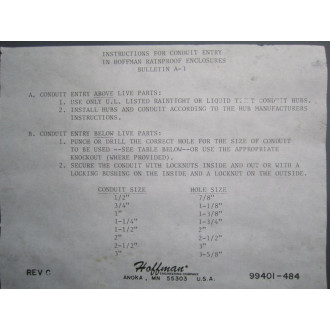 INSTRUCTIONS FOR CONDUIT ENTRY
IN HOFFMAN RAINPROOF ENCLOSURES
BULLETIN A-1
A. CONDUIT ENTRY ABOVE LIVE PARTS:
1. USE ONLY U.L. LISTED RAINTIGHT OR LIQUID CONDUIT HUBS.
2. INSTALL HUBS AND CONDUIT ACCORDING TO THE HUB MANUFACTURERS
INSTRUCTIONS.
B. CONDUIT ENTRY BELOW LIVE PARTS:
1. PUNCH OR DRILL THE CORRECT HOLE FOR THE SIZE OF CONDUIT
TO BE USED --SEE TABLE BELOW--OR USE THE APPROPRIATE
KNOCKOUT (WHERE PROVIDED).
2. SECURE THE CONDUIT WITH LOCKNUTS INSIDE AND OUT OR WITH A
LOCKING BUSHING ON THE INSIDE AND A LOCKNUT ON THE OUTSIDE.
CONDUIT SIZE HOLE SIZE
1/2" 7/8"
3/4" 1-1/8"
1" 1-3/8"
1-1/4" 1-3/4"
1-1/2" 2"
2" 2-1/2"
2-1/2" 3"
3" 3-5/8"
REV C Hoffman ENGINEERING COMPANY 99401-484
ANOKA, MN 55303 U.S.A.